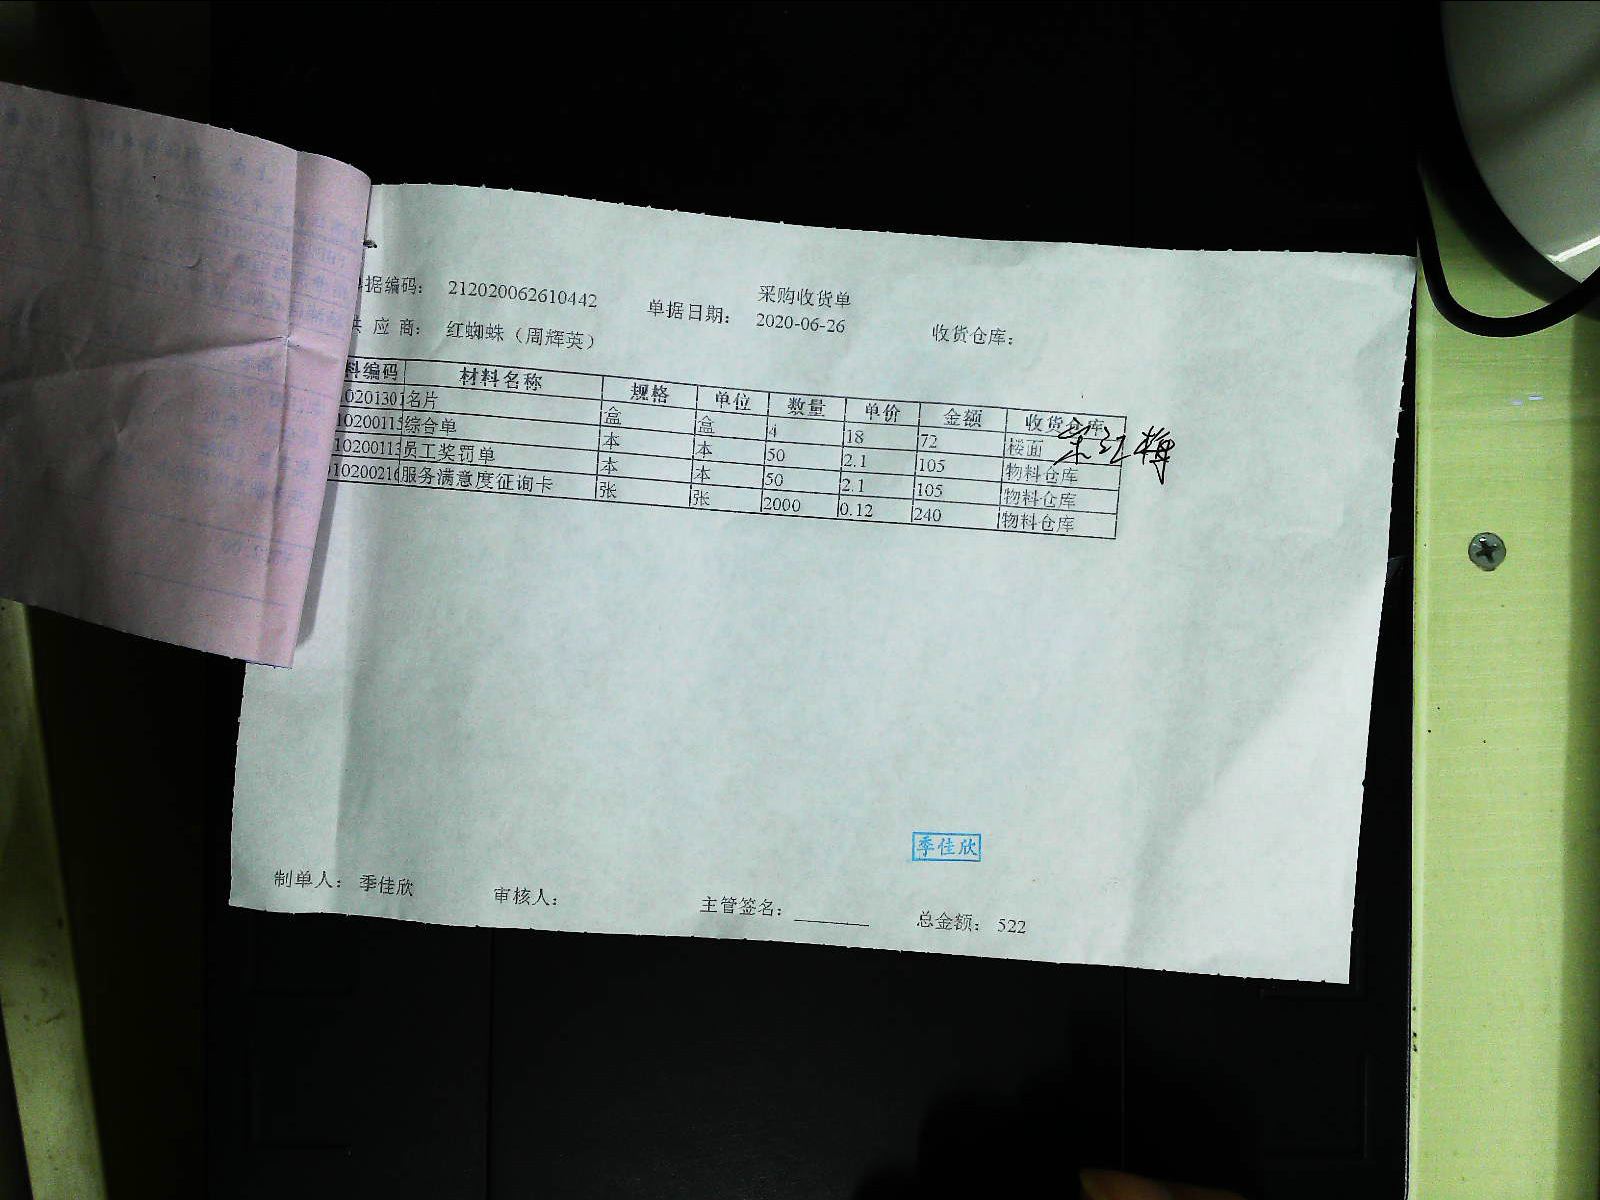 采购收货单
据编码： 212020062610442 单据日期： 2020-06-26 收货仓库：
应 商： 红蜘蛛（周辉英）
料编码 材料名称 规格 单位 数量 单价 金额 收货仓库
10201301 名片 盒 盒 4 18 72 楼面
1020011 综合单 本 本 50 2.1 105 物料仓库
1020011 员工奖罚单 本 本 50 2.1 105 物料仓库
1020021 服务满意度征询卡 张 张 2000 0.12 240 物料仓库
季佳欣
制单人： 季佳欣 审核人： 主管签名： 总金额： 522